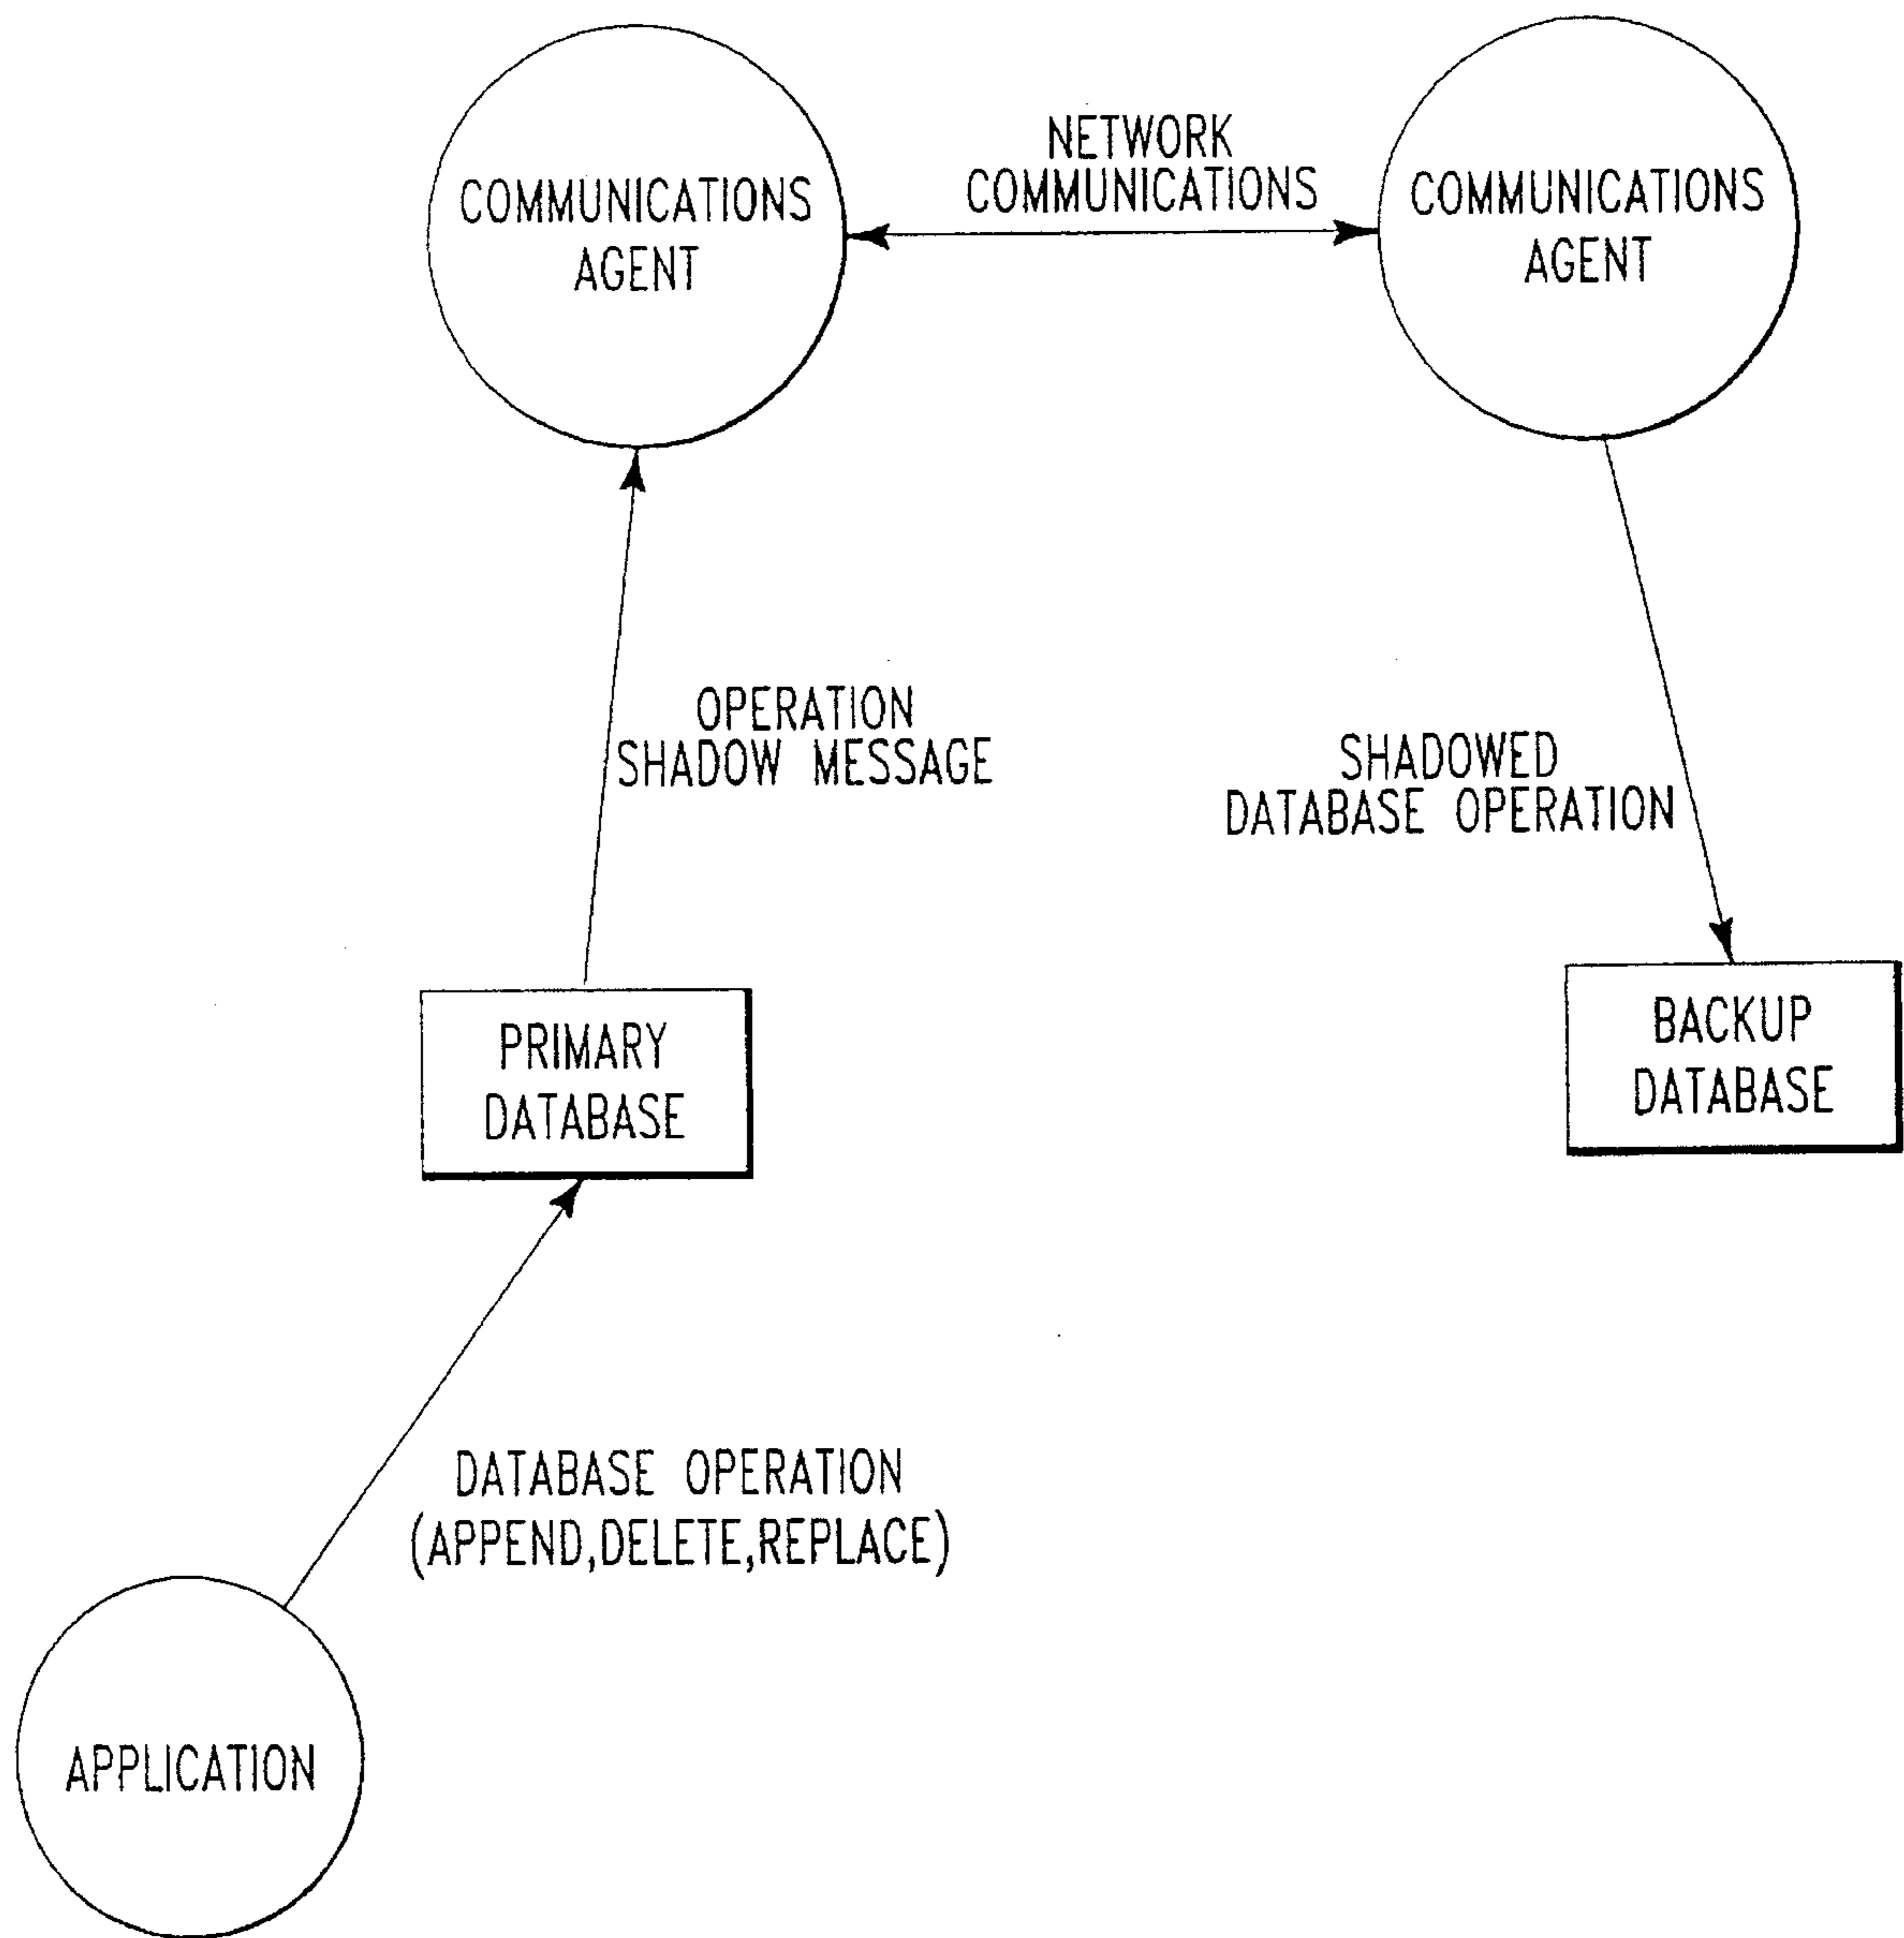 NETWORK
COMMUNICATIONS
COMMUNICATIONS
AGENT
COMMUNICATIONS
AGENT
OPERATION
SHADOW MESSAGE
SHADOWED
DATABASE OPERATION
PRIMARY
DATABASE
BACKUP
DATABASE
DATABASE OPERATION
(APPEND,DELETE,REPLACE)
APPLICATION